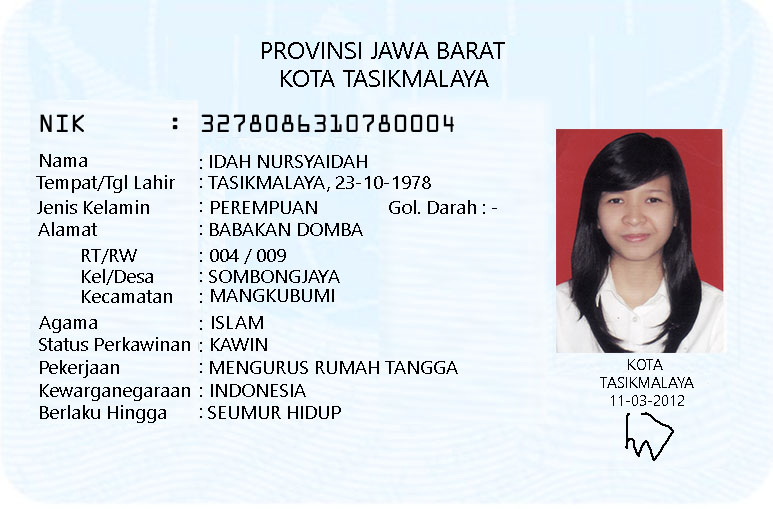 PROVINSI JAWA BARAT
KOTA TASIKMALAYA
NIK : 3278086310780004
Nama : IDAH NURSYAIDAH
Tempat/Tgl Lahir : TASIKMALAYA, 23-10-1978
Jenis Kelamin : PEREMPUAN Gol. Darah : -
Alamat : BABAKAN DOMBA
RT/RW : 004 / 009
Kel/Desa : SOMBONGJAYA
Kecamatan : MANGKUBUMI
Agama : ISLAM
Status Perkawinan : KAWIN
Pekerjaan : MENGURUS RUMAH TANGGA
Kewarganegaraan : INDONESIA
Berlaku Hingga : SEUMUR HIDUP
KOTA
TASIKMALAYA
11-03-2012